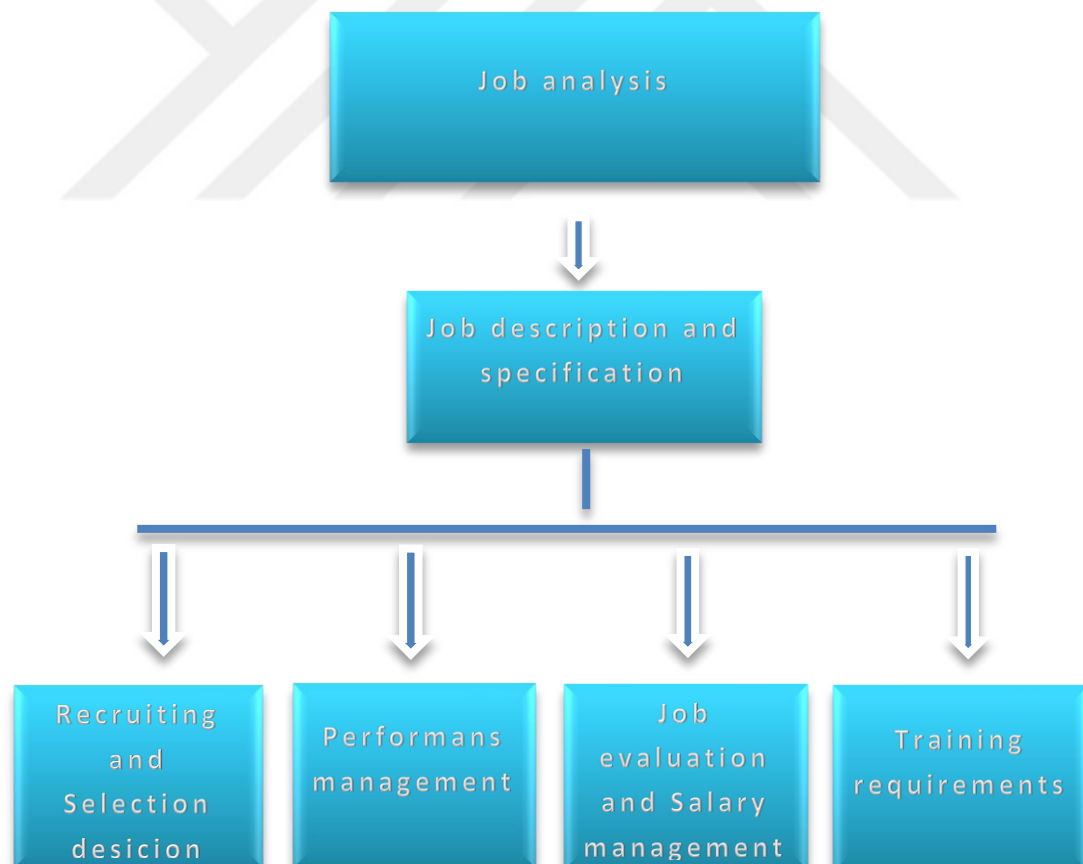 Job analysis
Job description and
specification
Recruiting
and
Selection
desicion
Performans
management
Job
evaluation
and Salary
management
Training
requirements